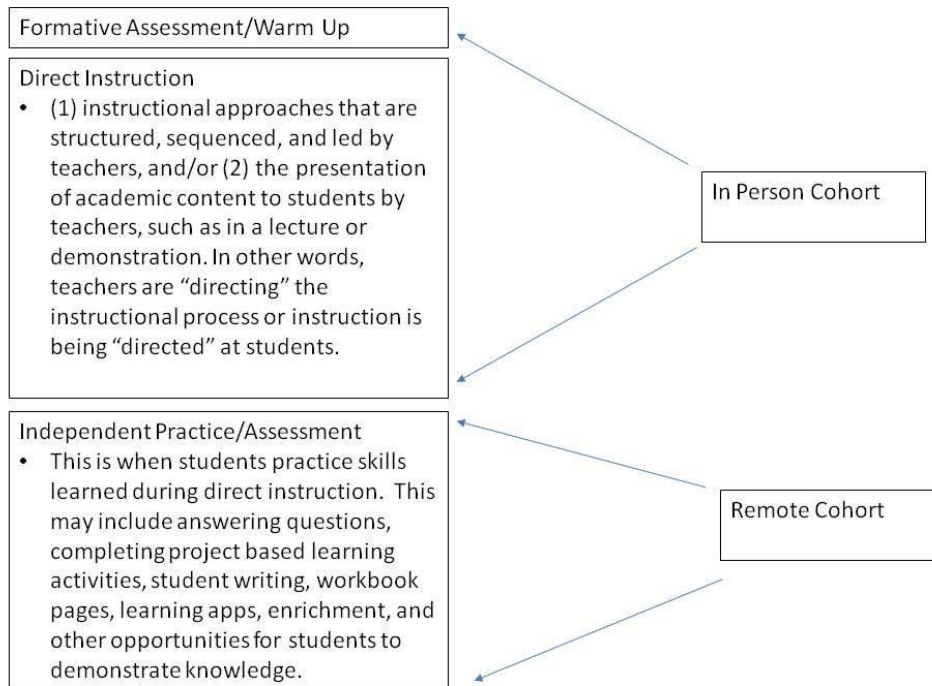 Formative Assessment/Warm Up
Direct Instruction
• (1) instructional approaches that are
structured, sequenced, and led by
teachers, and/or (2) the presentation
of academic content to students by
teachers, such as in a lecture or
demonstration. In other words,
teachers are “directing” the
instructional process or instruction is
being “directed” at students.
In Person Cohort
Independent Practice/Assessment
• This is when students practice skills
learned during direct instruction.  This
may include answering questions,
completing project based learning
activities, student writing, workbook
pages, learning apps, enrichment, and
other opportunities for students to
demonstrate knowledge.
Remote Cohort